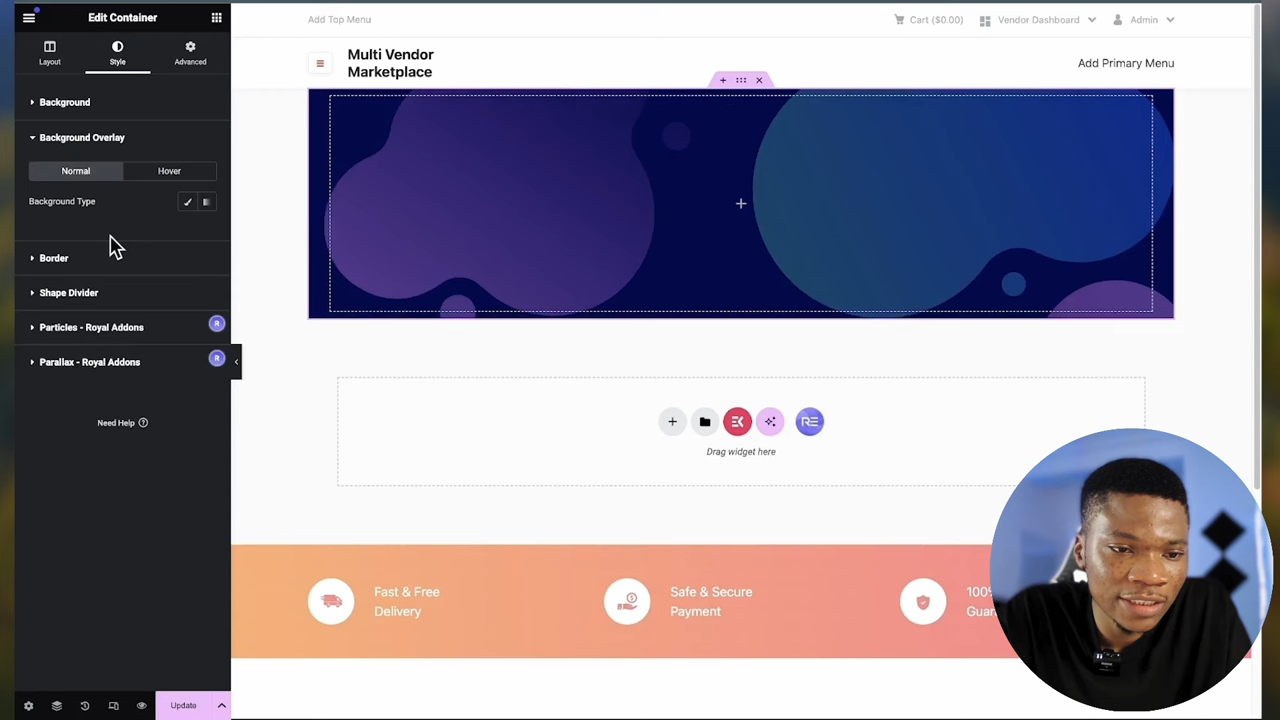 Edit Container
Layout
Style
Advanced
Background
Background Overlay
Normal
Hover
Background Type
Border
Shape Divider
Particles - Royal Addons
R
Parallax - Royal Addons
R
Need Help
Update
Add Top Menu
Cart ($0.00)
Vendor Dashboard
Admin
Multi Vendor
Marketplace
Add Primary Menu
Drag widget here
Fast & Free
Delivery
Safe & Secure
Payment
100%
Gua